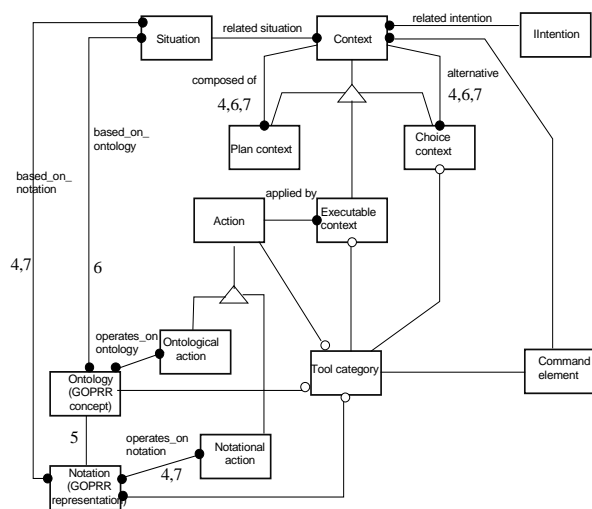 related situation
related intention
Situation
Context
IIntention
composed of
4,6,7
alternative
4,6,7
Plan context
Choice
context
based_on_
ontology
based_on_
notation
applied by
Action
Executable
context
4,7
6
operates_on
ontology
Ontological
action
Tool category
Command
element
Ontology
(GOPRR
concept)
5
operates_on
notation
4,7
Notational
action
Notation
(GOPRR
representation)